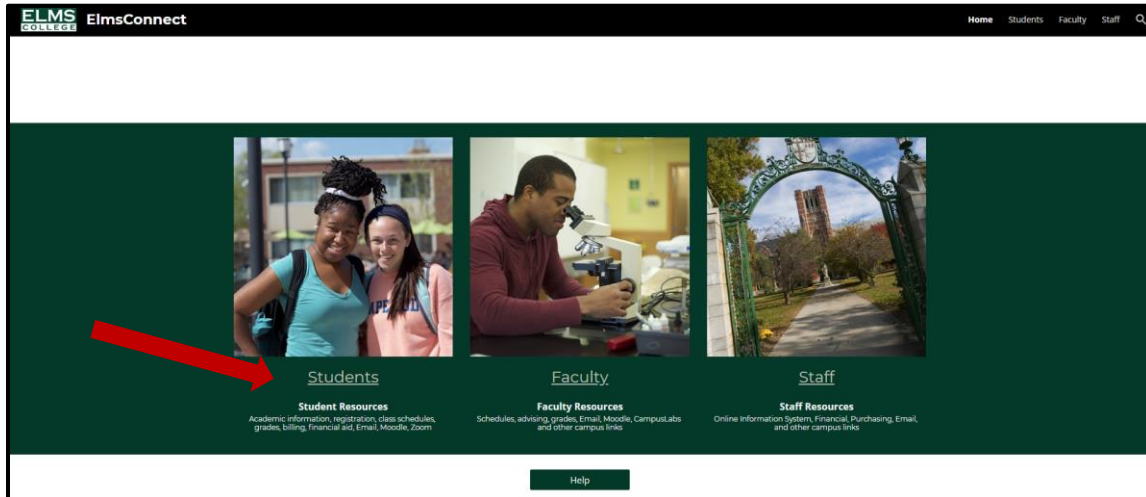 ELMS
COLLEGE
ElmsConnect
Home Students Faculty Staff
Students
Student Resources
Academic information, registration, class schedules,
grades, billing, financial aid, Email, Moodle, Zoom
Faculty
Faculty Resources
Schedules, advising, grades, Email, Moodle, CampusLabs
and other campus links
Staff
Staff Resources
Online Information System, Financial, Purchasing, Email,
and other campus links
Help